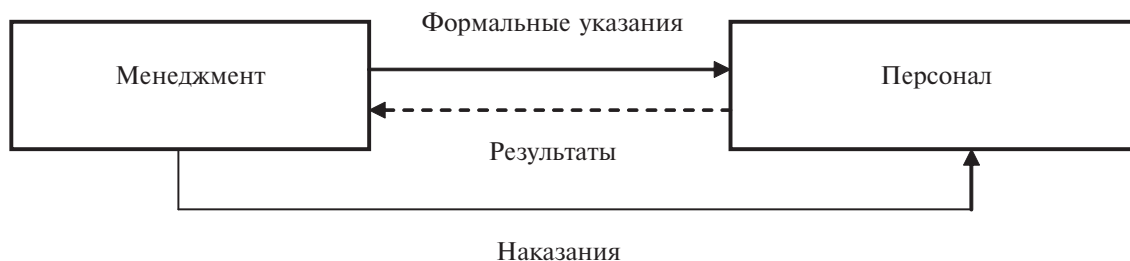 Формальные указания
Менеджмент
Персонал
Результаты
Наказания